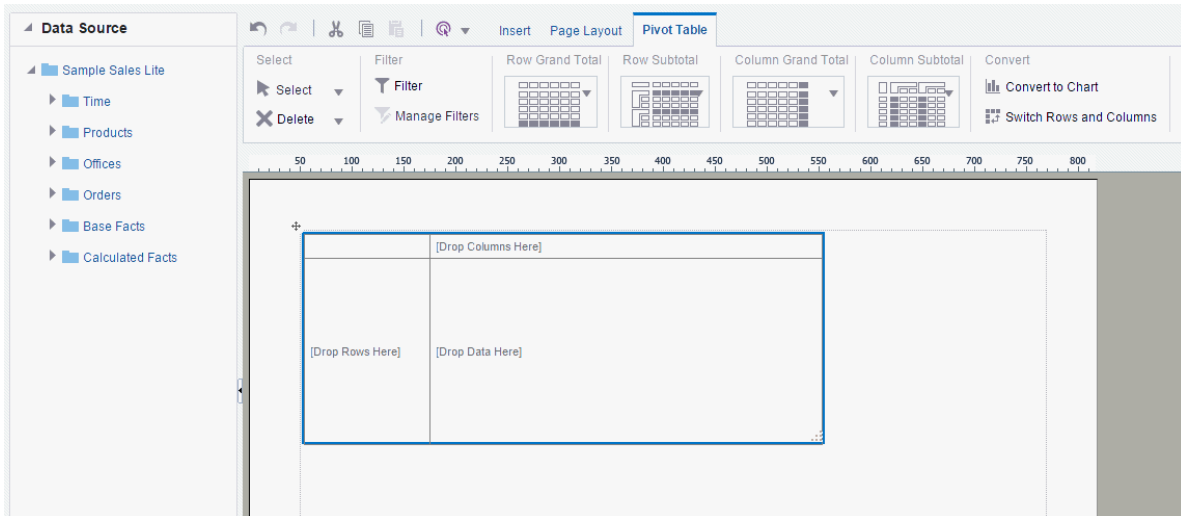 Data Source
Sample Sales Lite
Time
Products
Offices
Orders
Base Facts
Calculated Facts
Insert Page Layout Pivot Table
Select Filter Row Grand Total Row Subtotal Column Grand Total Column Subtotal Convert
Select Filter Convert to Chart
Delete Manage Filters Switch Rows and Columns
50 100 150 200 250 300 350 400 450 500 550 600 650 700 750 800
[Drop Columns Here]
[Drop Rows Here] [Drop Data Here]